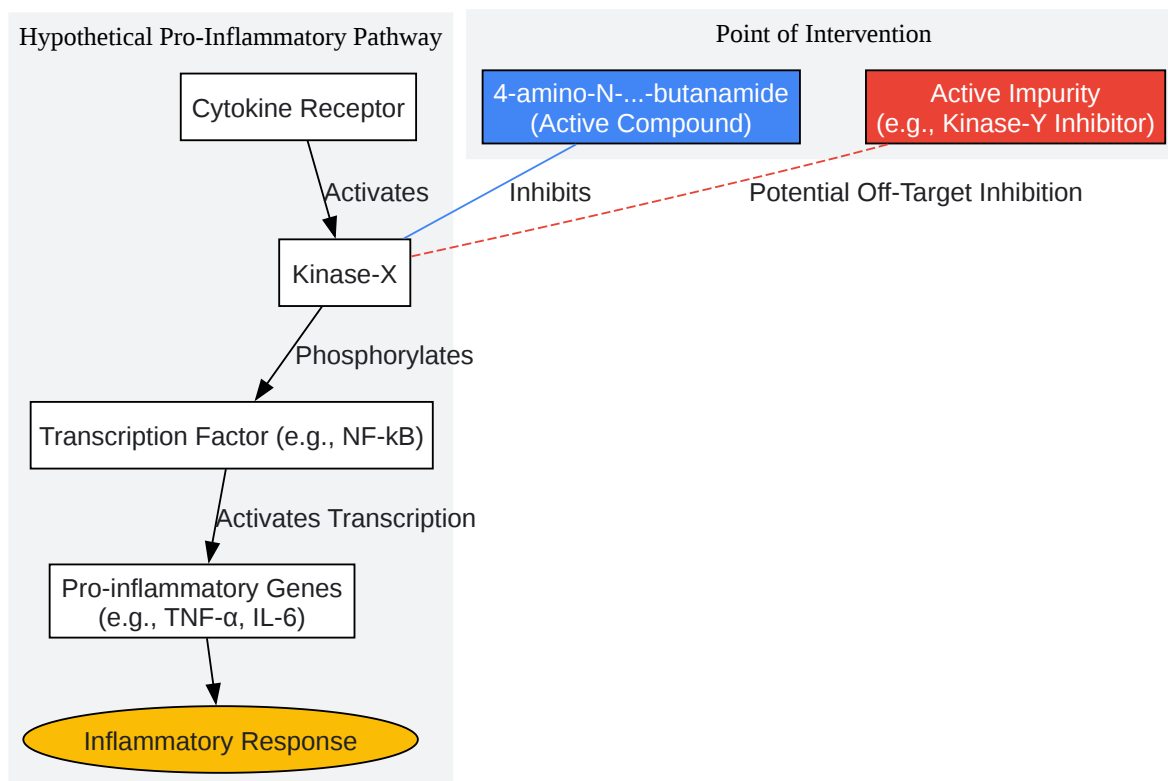 Hypothetical Pro-Inflammatory Pathway
Point of Intervention
Cytokine Receptor
4-amino-N-...-butanamide
(Active Compound)
Active Impurity
(e.g., Kinase-Y Inhibitor)
Activates
Inhibits
Potential Off-Target Inhibition
Kinase-X
Phosphorylates
Transcription Factor (e.g., NF-kB)
Activates Transcription
Pro-inflammatory Genes
(e.g., TNF-α, IL-6)
Inflammatory Response